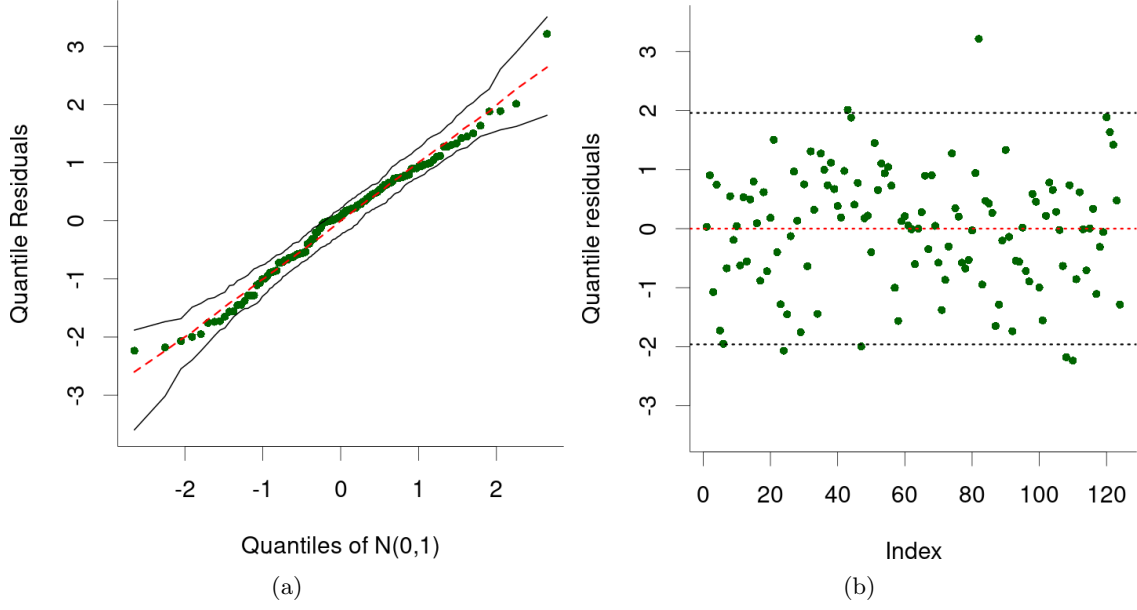 Quantile Residuals
3
2
1
0
-1
-2
-3
-2 -1 0 1 2
Quantiles of N(0,1)
(a)
Quantile residuals
3
2
1
0
-1
-2
-3
0 20 40 60 80 100 120
Index
(b)